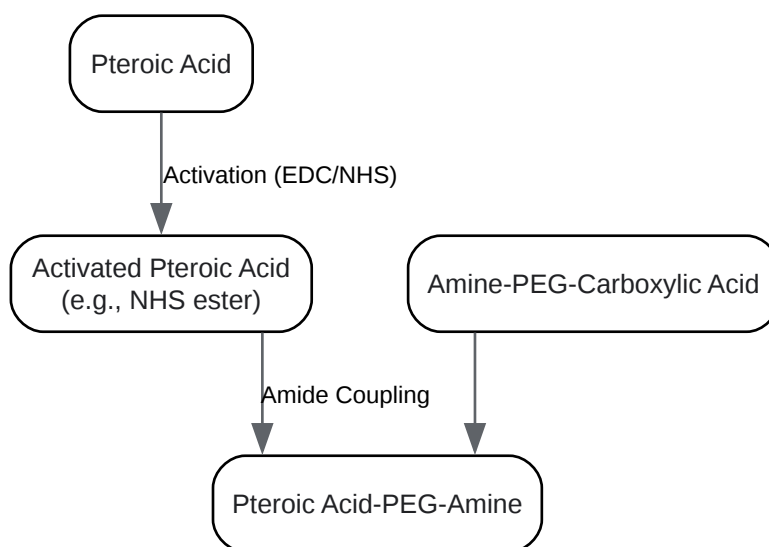 Pteroic Acid
Activation (EDC/NHS)
Activated Pteroic Acid
(e.g., NHS ester)
Amine-PEG-Carboxylic Acid
Amide Coupling
Pteroic Acid-PEG-Amine